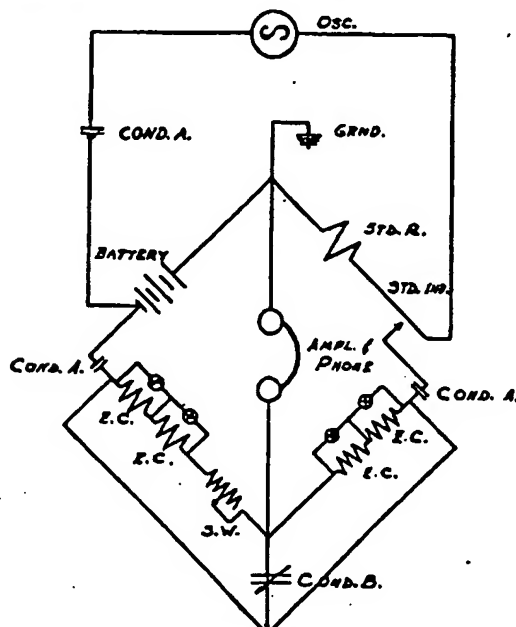 OSC.
S
COND. A.
GRND.
STD. R.
BATTERY
STD. IND.
AMPL. &
PHONE
COND. A.
COND. A.
E.C.
E.C.
E.C.
E.C.
S.W.
COND. B.